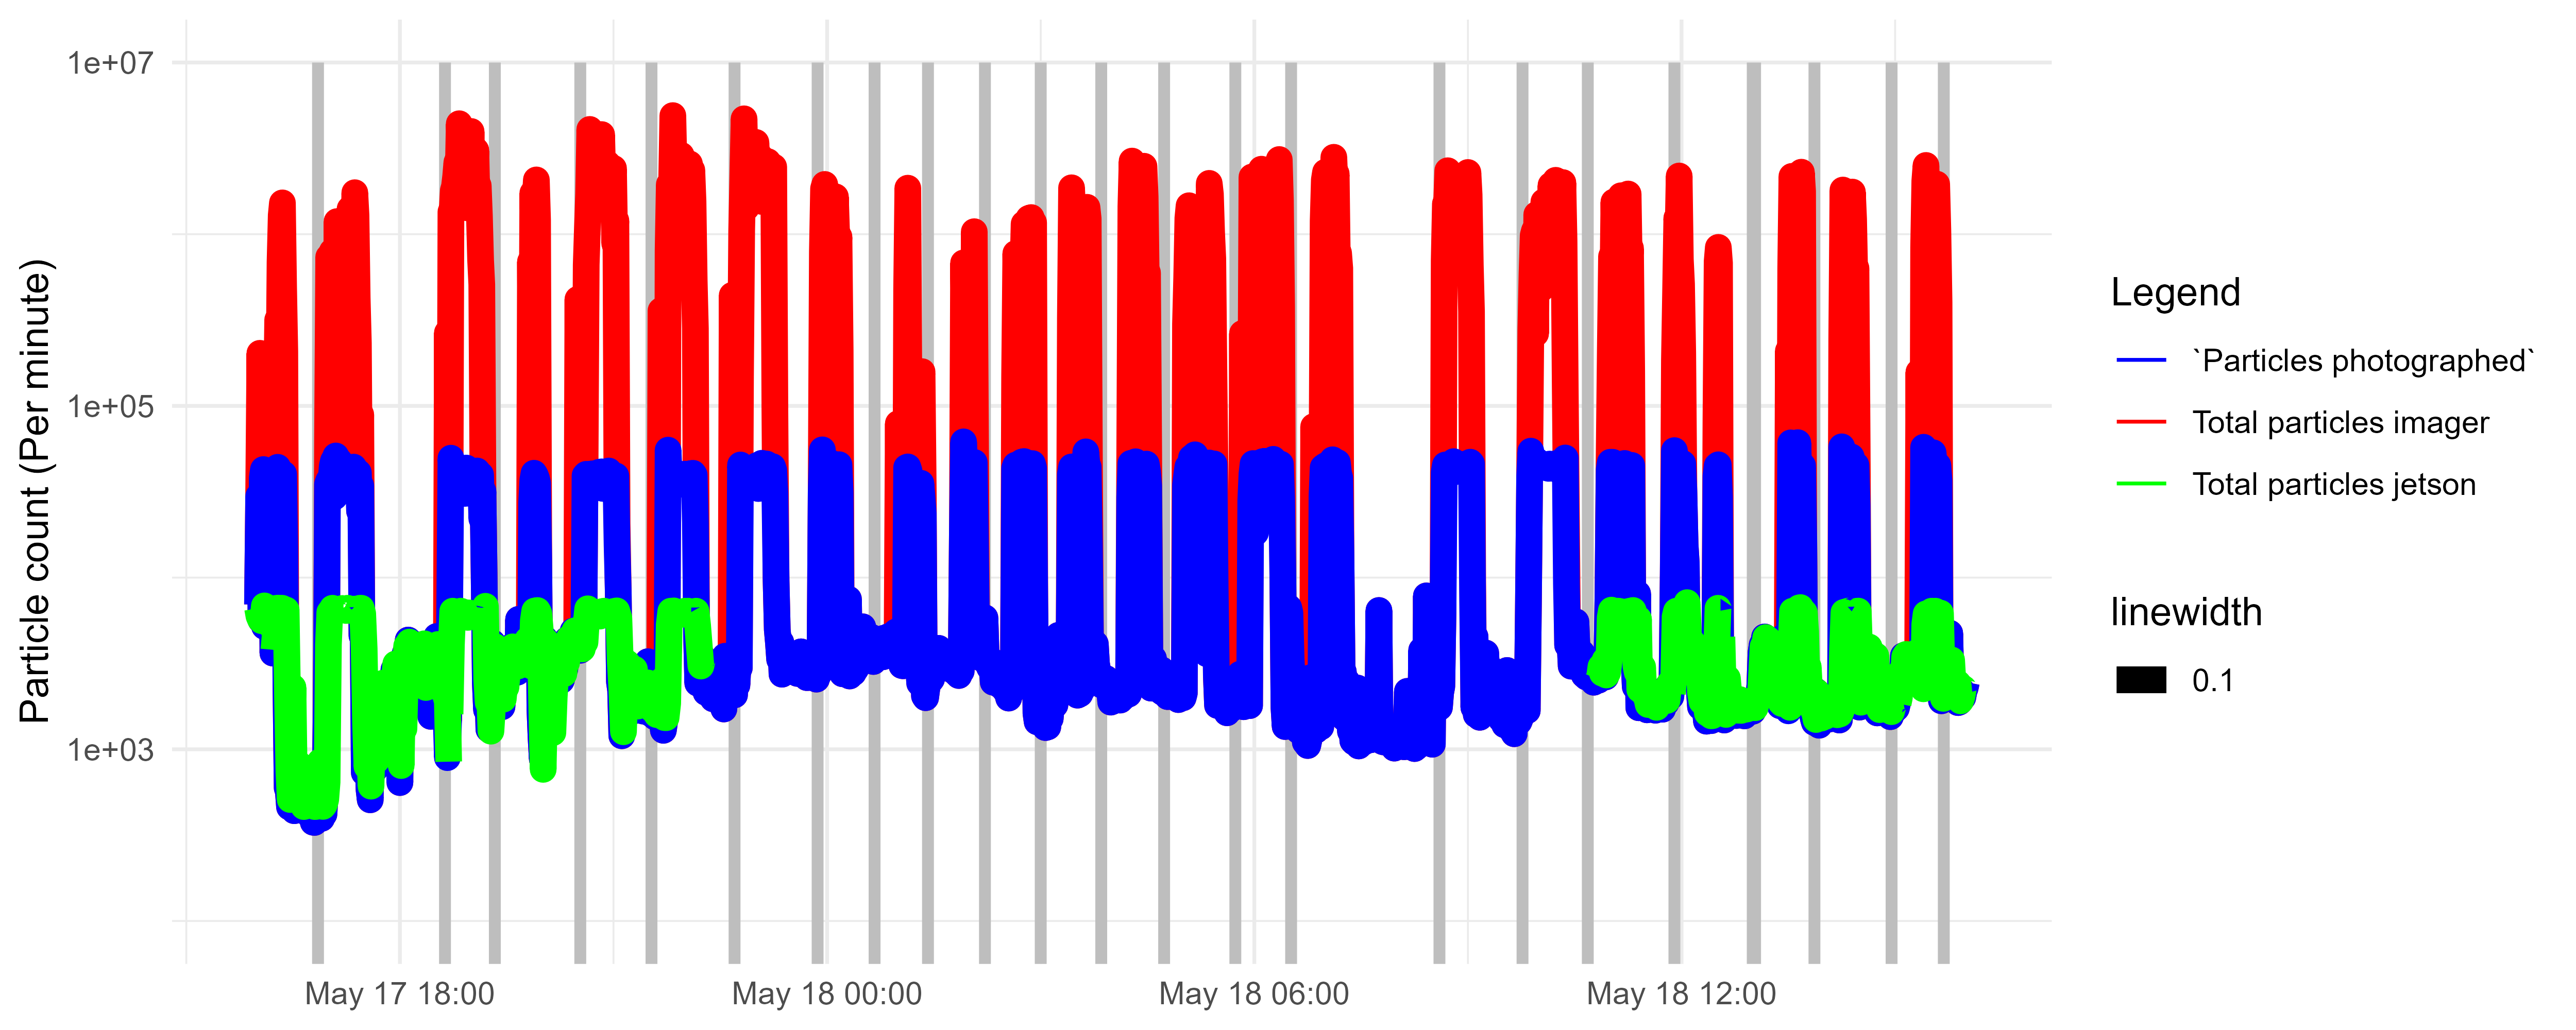 Particle count (Per minute)
1e+07
1e+05
1e+03
May 17 18:00
May 18 00:00
May 18 06:00
May 18 12:00
Legend
`Particles photographed`
Total particles imager
Total particles jetson
linewidth
0.1